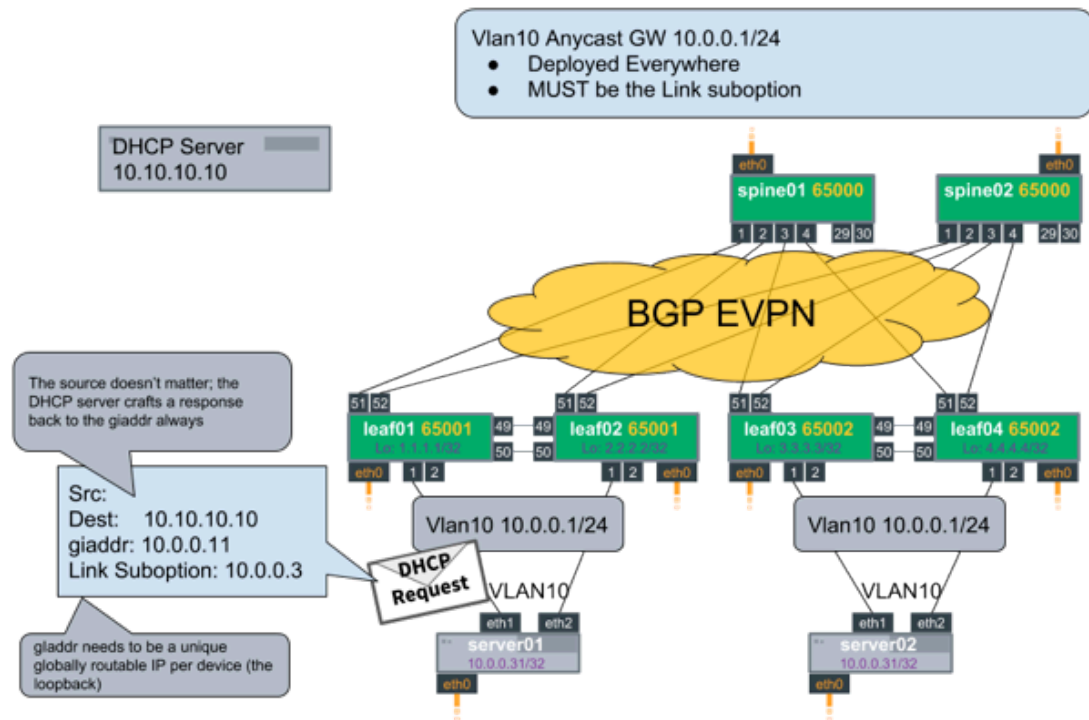 Vlan10 Anycast GW 10.0.0.1/24
● Deployed Everywhere
● MUST be the Link suboption
DHCP Server
10.10.10.10
eth0
eth0
spine01 65000
spine02 65000
1 2 3 4 29 30
1 2 3 4 29 30
BGP EVPN
The source doesn't matter; the
DHCP server crafts a response
back to the giaddr always
51 52
51 52
51 52
51 52
leaf01 65001
Lo: 1.1.1.1/32
49 49
50 50
leaf02 65001
Lo: 2.2.2.2/32
leaf03 65002
Lo: 3.3.3.3/32
49 49
50 50
leaf04 65002
Lo: 4.4.4.4/32
eth0 1 2
1 2 eth0
eth0 1 2
1 2 eth0
Src:
Dest: 10.10.10.10
giaddr: 10.0.0.11
Link Suboption: 10.0.0.3
Vlan10 10.0.0.1/24
Vlan10 10.0.0.1/24
DHCP
Request
VLAN10
VLAN10
eth1 eth2
eth1 eth2
gladdr needs to be a unique
globally routable IP per device (the
loopback)
server01
10.0.0.31/32
eth0
server02
10.0.0.31/32
eth0